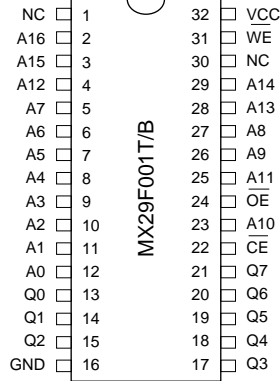 NC 1 32 VCC
A16 2 31 W̅E̅
A15 3 30 NC
A12 4 29 A14
A7 5 28 A13
A6 6 27 A8
A5 7 26 A9
A4 8 25 A11
A3 9 24 O̅E̅
A2 10 23 A10
A1 11 22 C̅E̅
A0 12 21 Q7
Q0 13 20 Q6
Q1 14 19 Q5
Q2 15 18 Q4
GND 16 17 Q3
MX29F001T/B